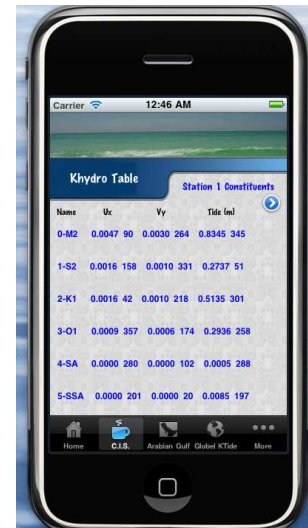 Carrier 12:46 AM
Khydro Table
Station 1 Constituents
Name Ux Vy Tide (m)
0-M2 0.0047 90 0.0030 264 0.8345 345
1-S2 0.0016 158 0.0010 331 0.2737 51
2-K1 0.0016 42 0.0010 218 0.5135 301
3-O1 0.0009 357 0.0006 174 0.2936 258
4-SA 0.0000 280 0.0000 102 0.0005 288
5-SSA 0.0000 201 0.0000 20 0.0085 197
Home C.I.S. Arabian Gulf Globel KTide More